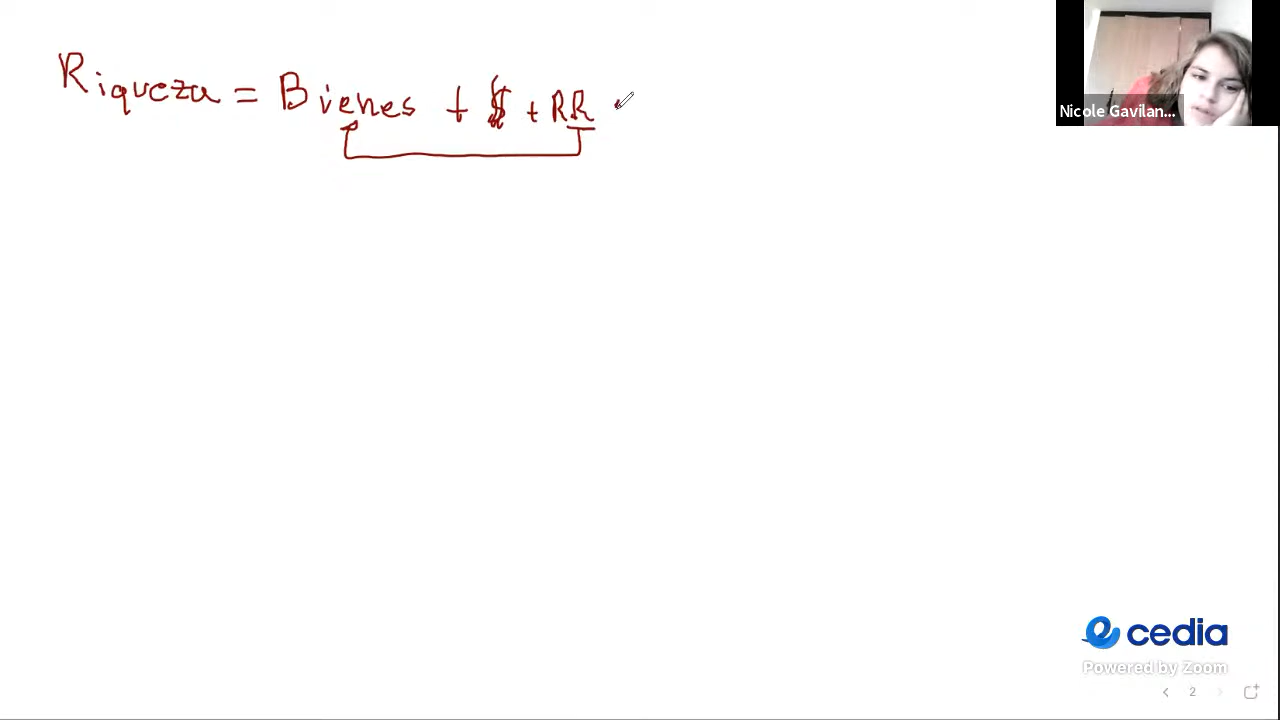 Riqueza = Bienes + $ + RR
Nicole Gavilan...
cedia
Powered by Zoom
2